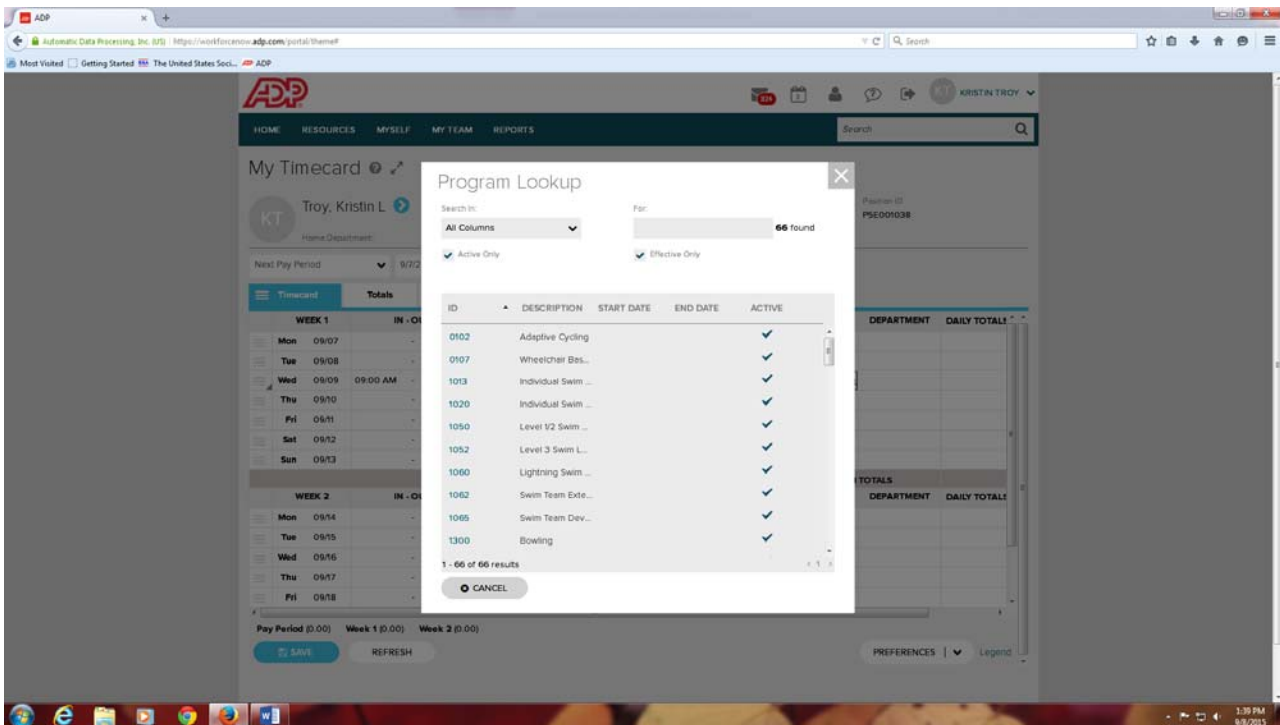 ADP
Automatic Data Processing, Inc. (US) https://workforcenow.adp.com/portal/theme#
Search
Most Visited Getting Started The United States Soci... ADP
ADP
KRISTIN TROY
HOME RESOURCES MYSELF MY TEAM REPORTS Search
My Timecard
KT Troy, Kristin L
Home Department:
Position ID
PSE001038
Next Pay Period
Timecard Totals
Program Lookup
Search In: For:
All Columns 66 found
Active Only Effective Only
ID DESCRIPTION START DATE END DATE ACTIVE
0102 Adaptive Cycling
0107 Wheelchair Bas...
1013 Individual Swim ...
1020 Individual Swim ...
1050 Level 1/2 Swim ...
1052 Level 3 Swim L...
1060 Lightning Swim ...
1062 Swim Team Exte...
1065 Swim Team Dev...
1300 Bowling
1 - 66 of 66 results 1
CANCEL
WEEK 1 IN - OU DEPARTMENT DAILY TOTALS
Mon 09/07 -
Tue 09/08 -
Wed 09/09 09:00 AM -
Thu 09/10 -
Fri 09/11 -
Sat 09/12 -
Sun 09/13 -
TOTALS
WEEK 2 IN - OU DEPARTMENT DAILY TOTALS
Mon 09/14 -
Tue 09/15 -
Wed 09/16 -
Thu 09/17 -
Fri 09/18 -
Pay Period (0.00) Week 1 (0.00) Week 2 (0.00)
SAVE REFRESH PREFERENCES | Legend
1:39 PM
9/8/2015